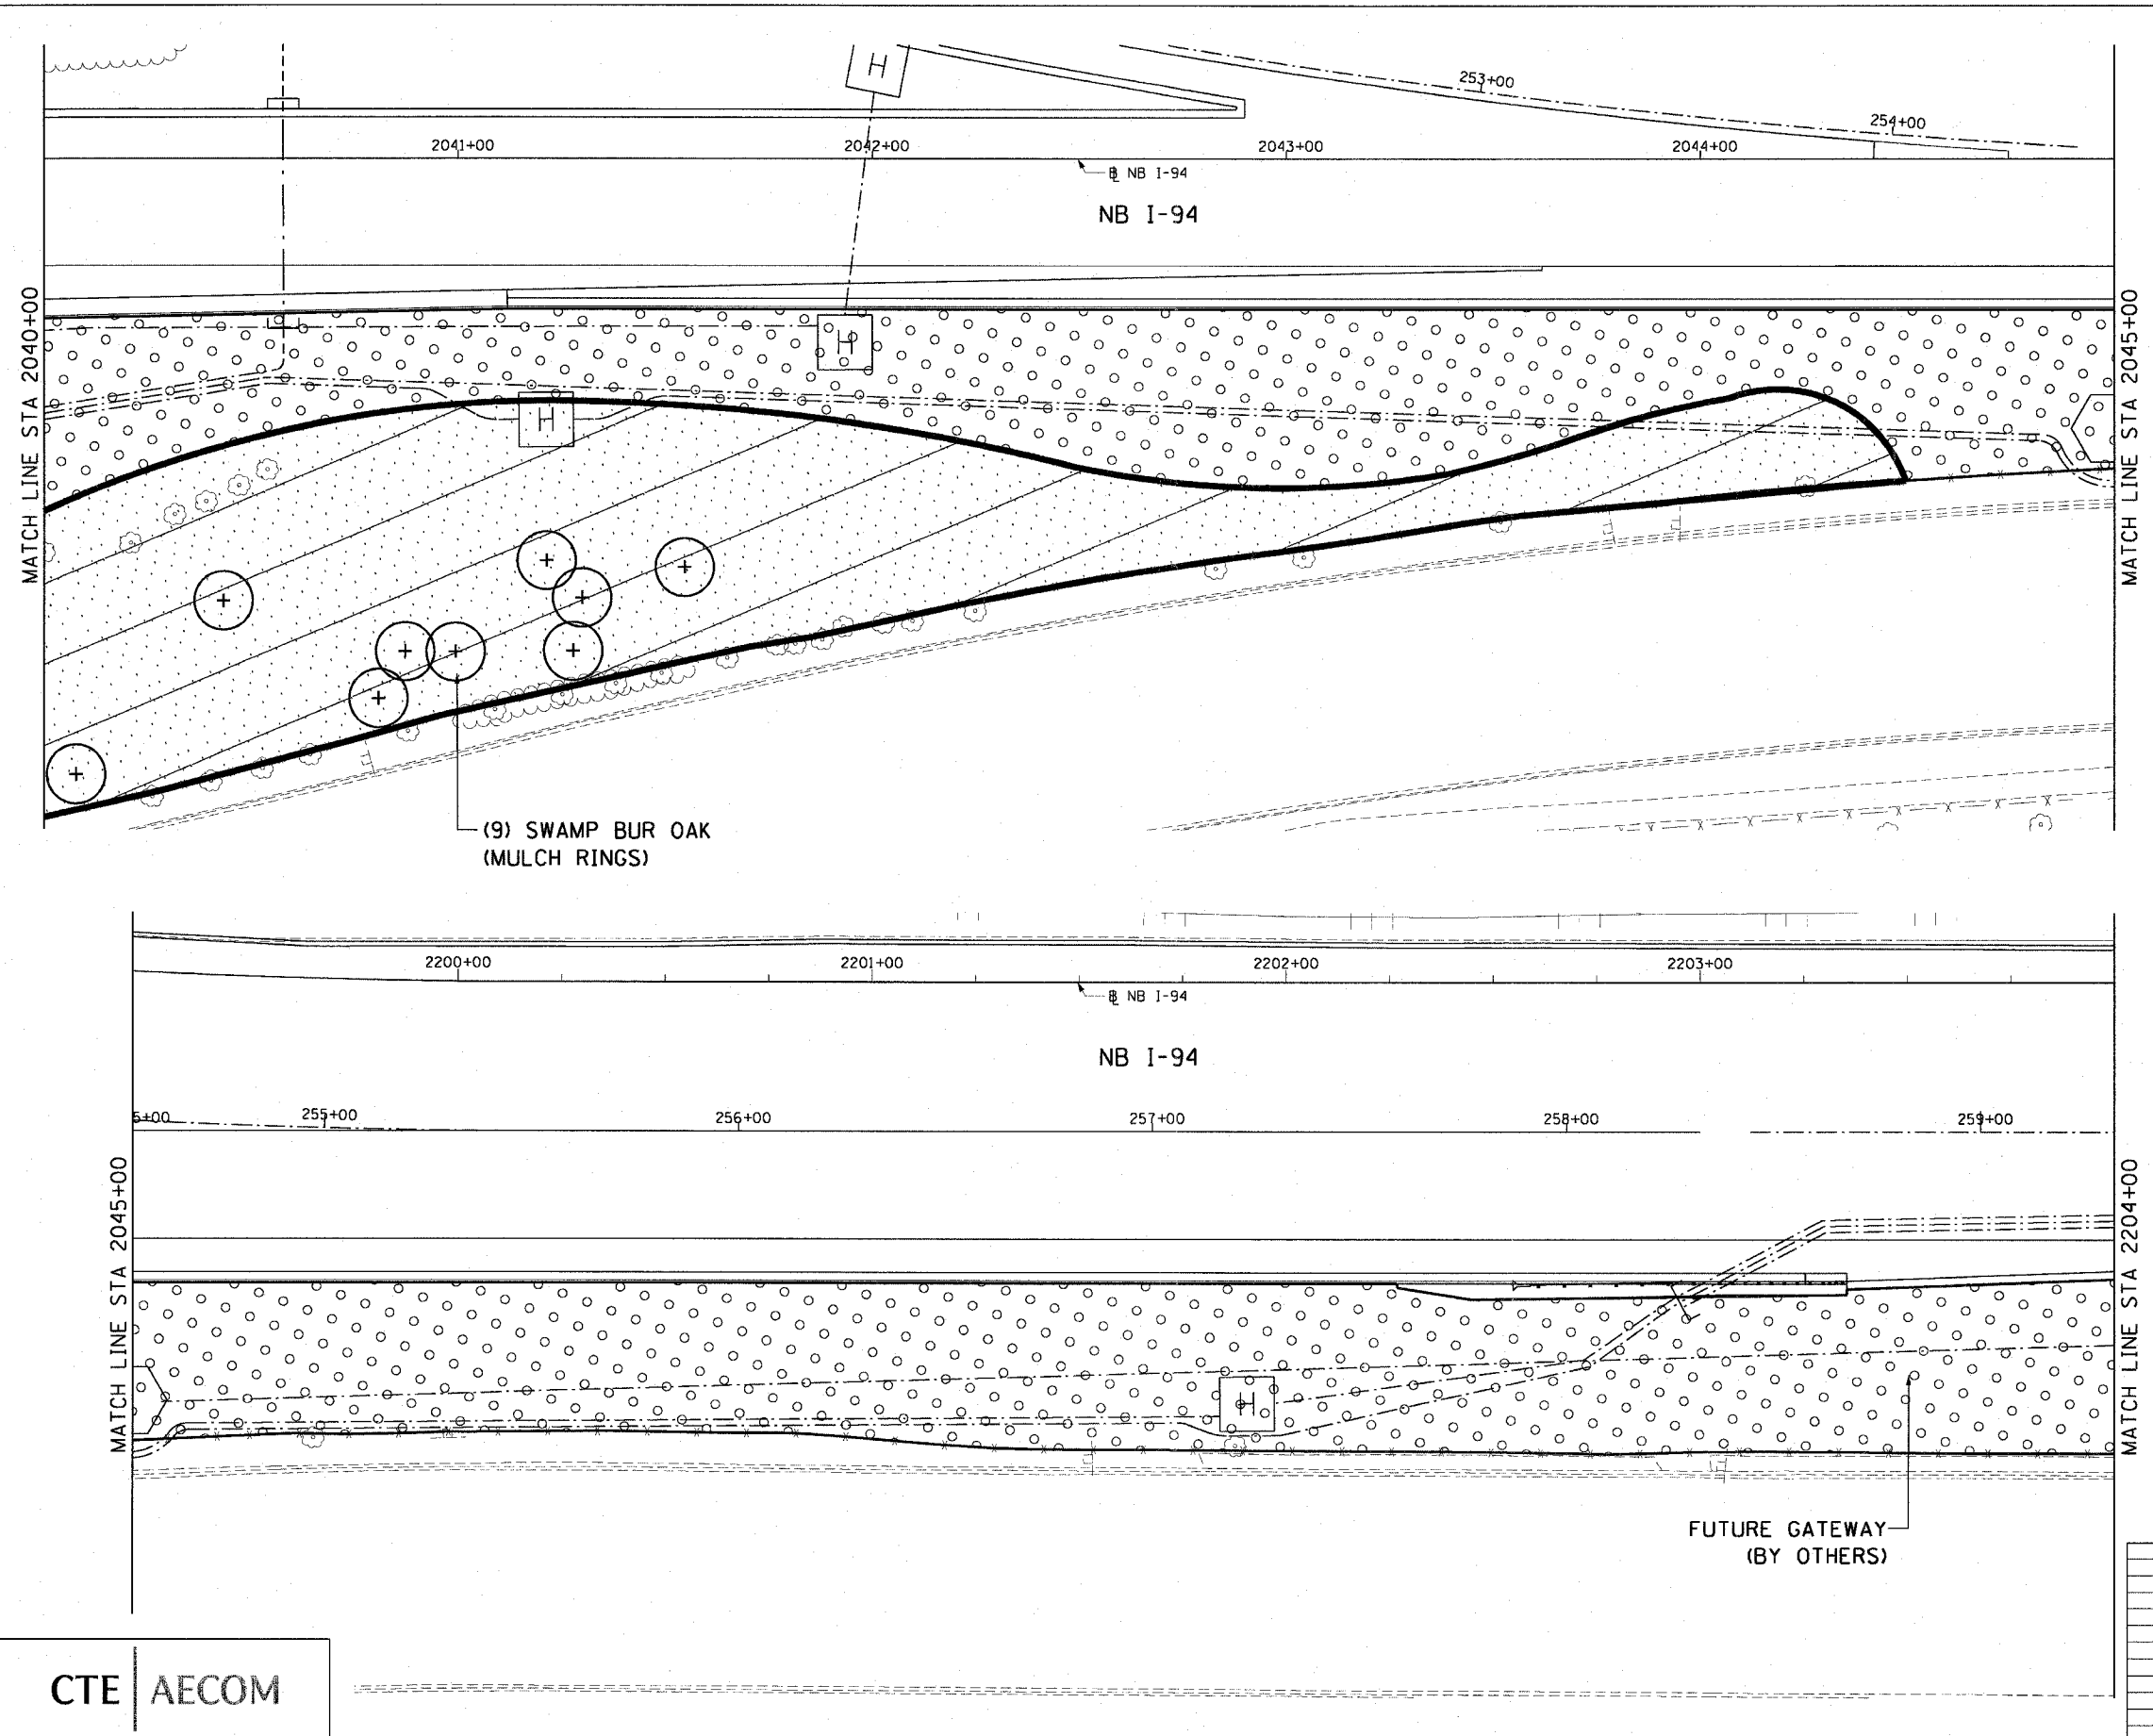 H
253+00
254+00
2041+00
2042+00
2043+00
2044+00
℄ NB I-94
NB I-94
MATCH LINE STA 2040+00
MATCH LINE STA 2045+00
H
H
(9) SWAMP BUR OAK
(MULCH RINGS)
2200+00
2201+00
2202+00
2203+00
℄ NB I-94
NB I-94
5+00
255+00
256+00
257+00
258+00
259+00
MATCH LINE STA 2045+00
MATCH LINE STA 2204+00
H
FUTURE GATEWAY
(BY OTHERS)
CTE AECOM